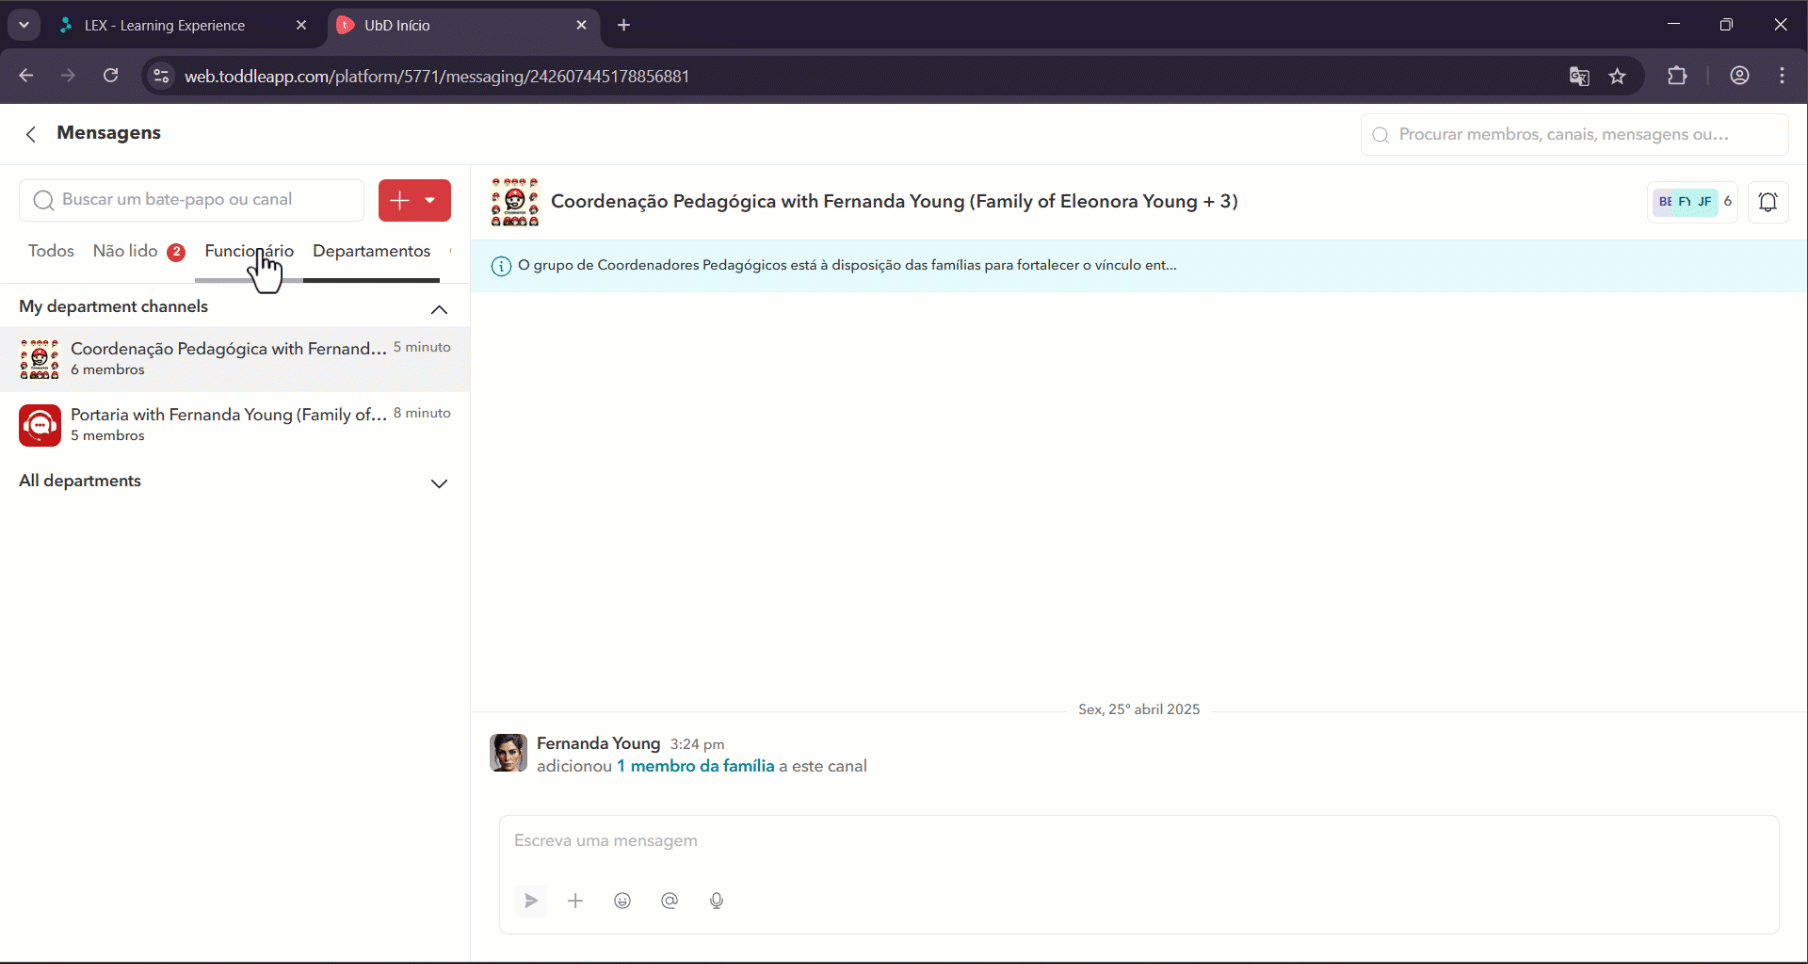 LEX - Learning Experience
UbD Início
web.toddleapp.com/platform/5771/messaging/242607445178856881
Mensagens
Procurar membros, canais, mensagens ou...
Buscar um bate-papo ou canal
Todos Não lido 2 Funcionário Departamentos
My department channels
Coordenação Pedagógica with Fernand... 5 minuto
6 membros
Portaria with Fernanda Young (Family of... 8 minuto
5 membros
All departments
Coordenação Pedagógica with Fernanda Young (Family of Eleonora Young + 3)
BE FY JF 6
O grupo de Coordenadores Pedagógicos está à disposição das famílias para fortalecer o vínculo ent...
Sex, 25º abril 2025
Fernanda Young 3:24 pm
adicionou 1 membro da família a este canal
Escreva uma mensagem